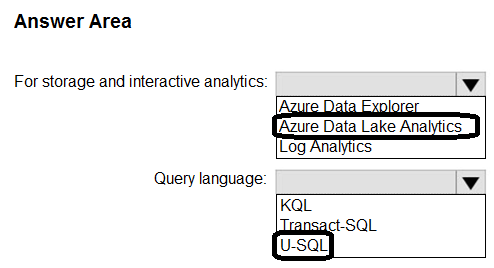 Answer Area
For storage and interactive analytics:
Azure Data Explorer
Azure Data Lake Analytics
Log Analytics
Query language:
KQL
Transact-SQL
U-SQL